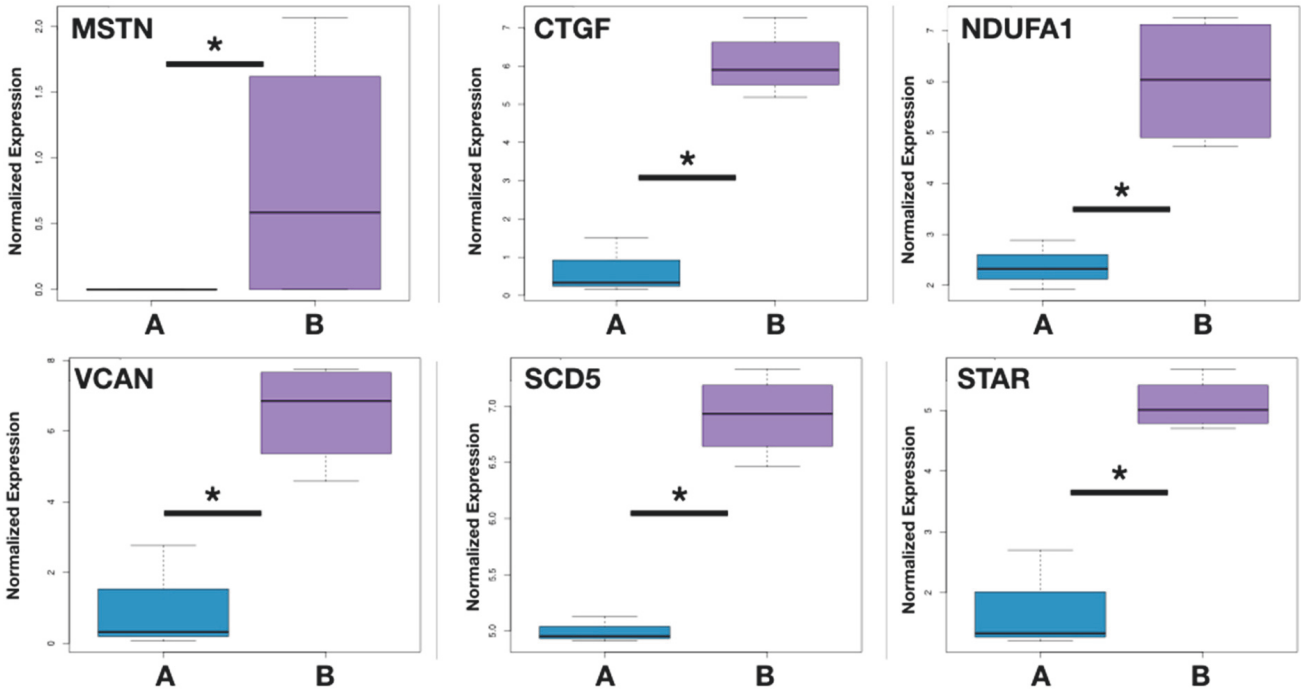 MSTN
*
Normalized Expression
2.0
1.5
1.0
0.5
0.0
A B
CTGF
*
Normalized Expression
7
6
5
4
3
2
1
0
A B
NDUFA1
*
Normalized Expression
7
6
5
4
3
2
A B
VCAN
*
Normalized Expression
8
6
4
2
0
A B
SCD5
*
Normalized Expression
7.0
6.5
6.0
5.5
5.0
A B
STAR
*
Normalized Expression
5
4
3
2
A B